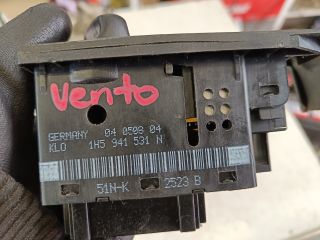 Vento
GERMANY 04 0508 04
KLO 1H5 941 531 N
51N-K 2523 B